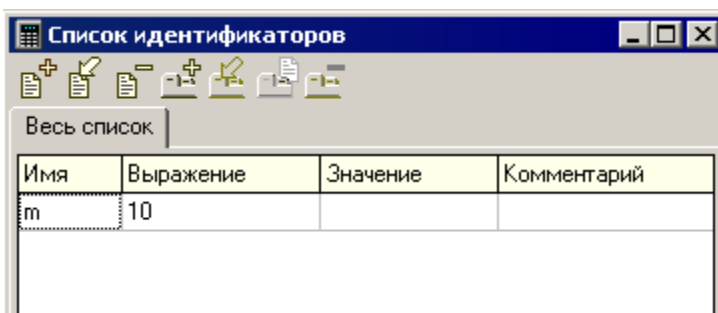 Список идентификаторов
Весь список
Имя Выражение Значение Комментарий
m 10